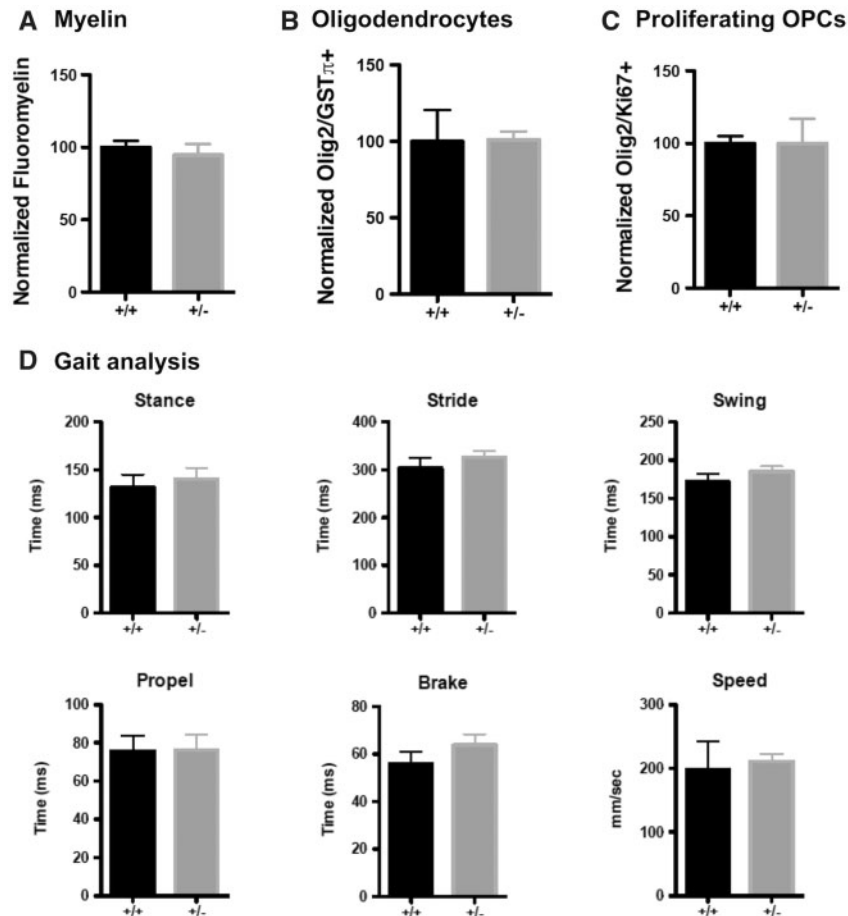 A Myelin
Normalized Fluoromyelin
150
100
50
0
+/+ +/-
B Oligodendrocytes
Normalized Olig2/GSTπ+
150
100
50
0
+/+ +/-
C Proliferating OPCs
Normalized Olig2/Ki67+
150
100
50
0
+/+ +/-
D Gait analysis
Stance
Time (ms)
200
150
100
50
0
+/+ +/-
Stride
Time (ms)
400
300
200
100
0
+/+ +/-
Swing
Time (ms)
250
200
150
100
50
0
+/+ +/-
Propel
Time (ms)
100
80
60
40
20
0
+/+ +/-
Brake
Time (ms)
80
60
40
20
0
+/+ +/-
Speed
mm/sec
300
200
100
0
+/+ +/-